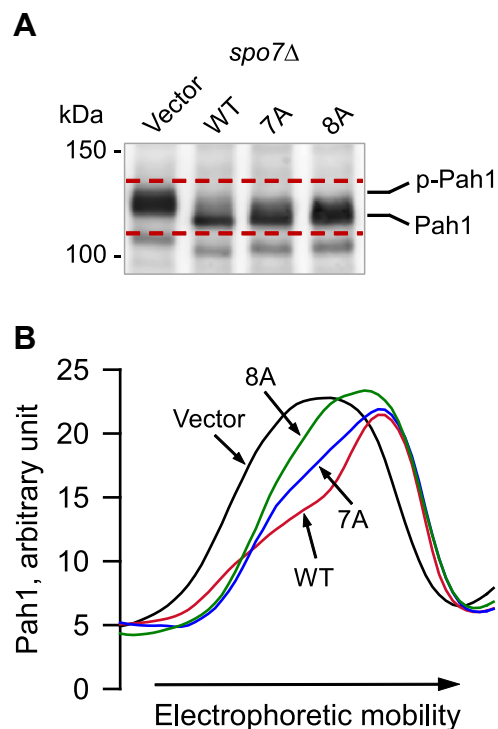 A
spo7Δ
kDa
Vector
WT
7A
8A
150 -
p-Pah1
Pah1
100 -
B
25
8A
Vector
20
Pah1, arbitrary unit
15
7A
WT
10
5
0
Electrophoretic mobility